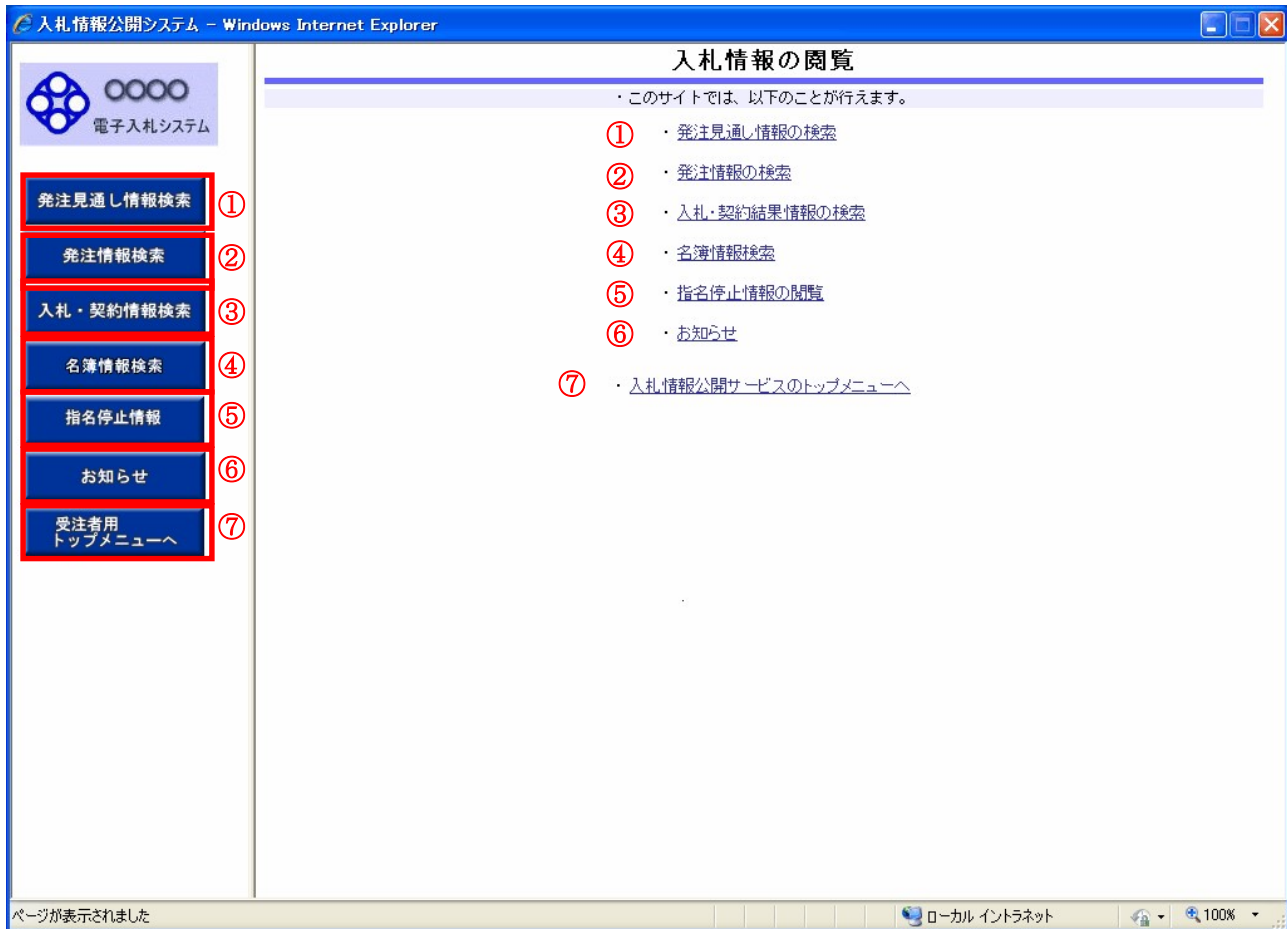 入札情報公開システム - Windows Internet Explorer
○○○○
電子入札システム
発注見通し情報検索 ①
発注情報検索 ②
入札・契約情報検索 ③
名簿情報検索 ④
指名停止情報 ⑤
お知らせ ⑥
受注者用
トップメニューへ ⑦
入札情報の閲覧
・このサイトでは、以下のことが行えます。
① ・発注見通し情報の検索
② ・発注情報の検索
③ ・入札・契約結果情報の検索
④ ・名簿情報検索
⑤ ・指名停止情報の閲覧
⑥ ・お知らせ
⑦ ・入札情報公開サービスのトップメニューへ
ページが表示されました
ローカル イントラネット
100%